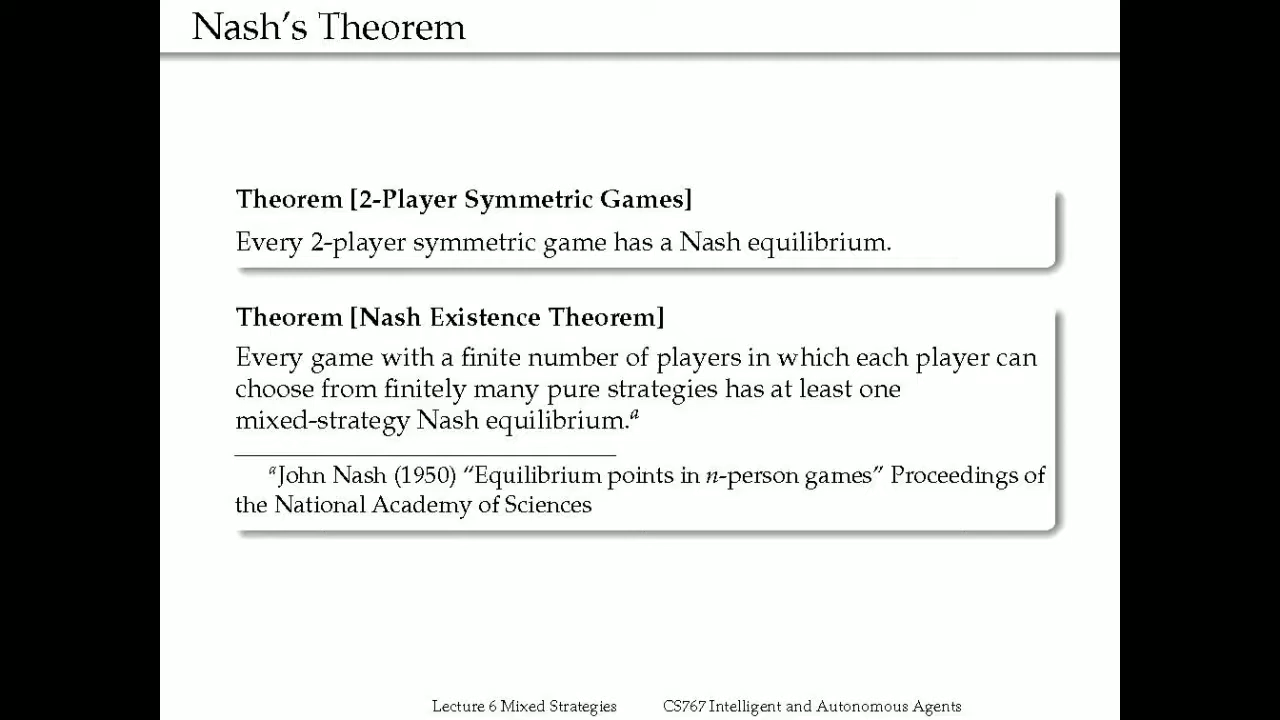 Nash's Theorem
Theorem [2-Player Symmetric Games]
Every 2-player symmetric game has a Nash equilibrium.
Theorem [Nash Existence Theorem]
Every game with a finite number of players in which each player can
choose from finitely many pure strategies has at least one
mixed-strategy Nash equilibrium.a
aJohn Nash (1950) “Equilibrium points in n-person games” Proceedings of
the National Academy of Sciences
Lecture 6 Mixed Strategies CS767 Intelligent and Autonomous Agents